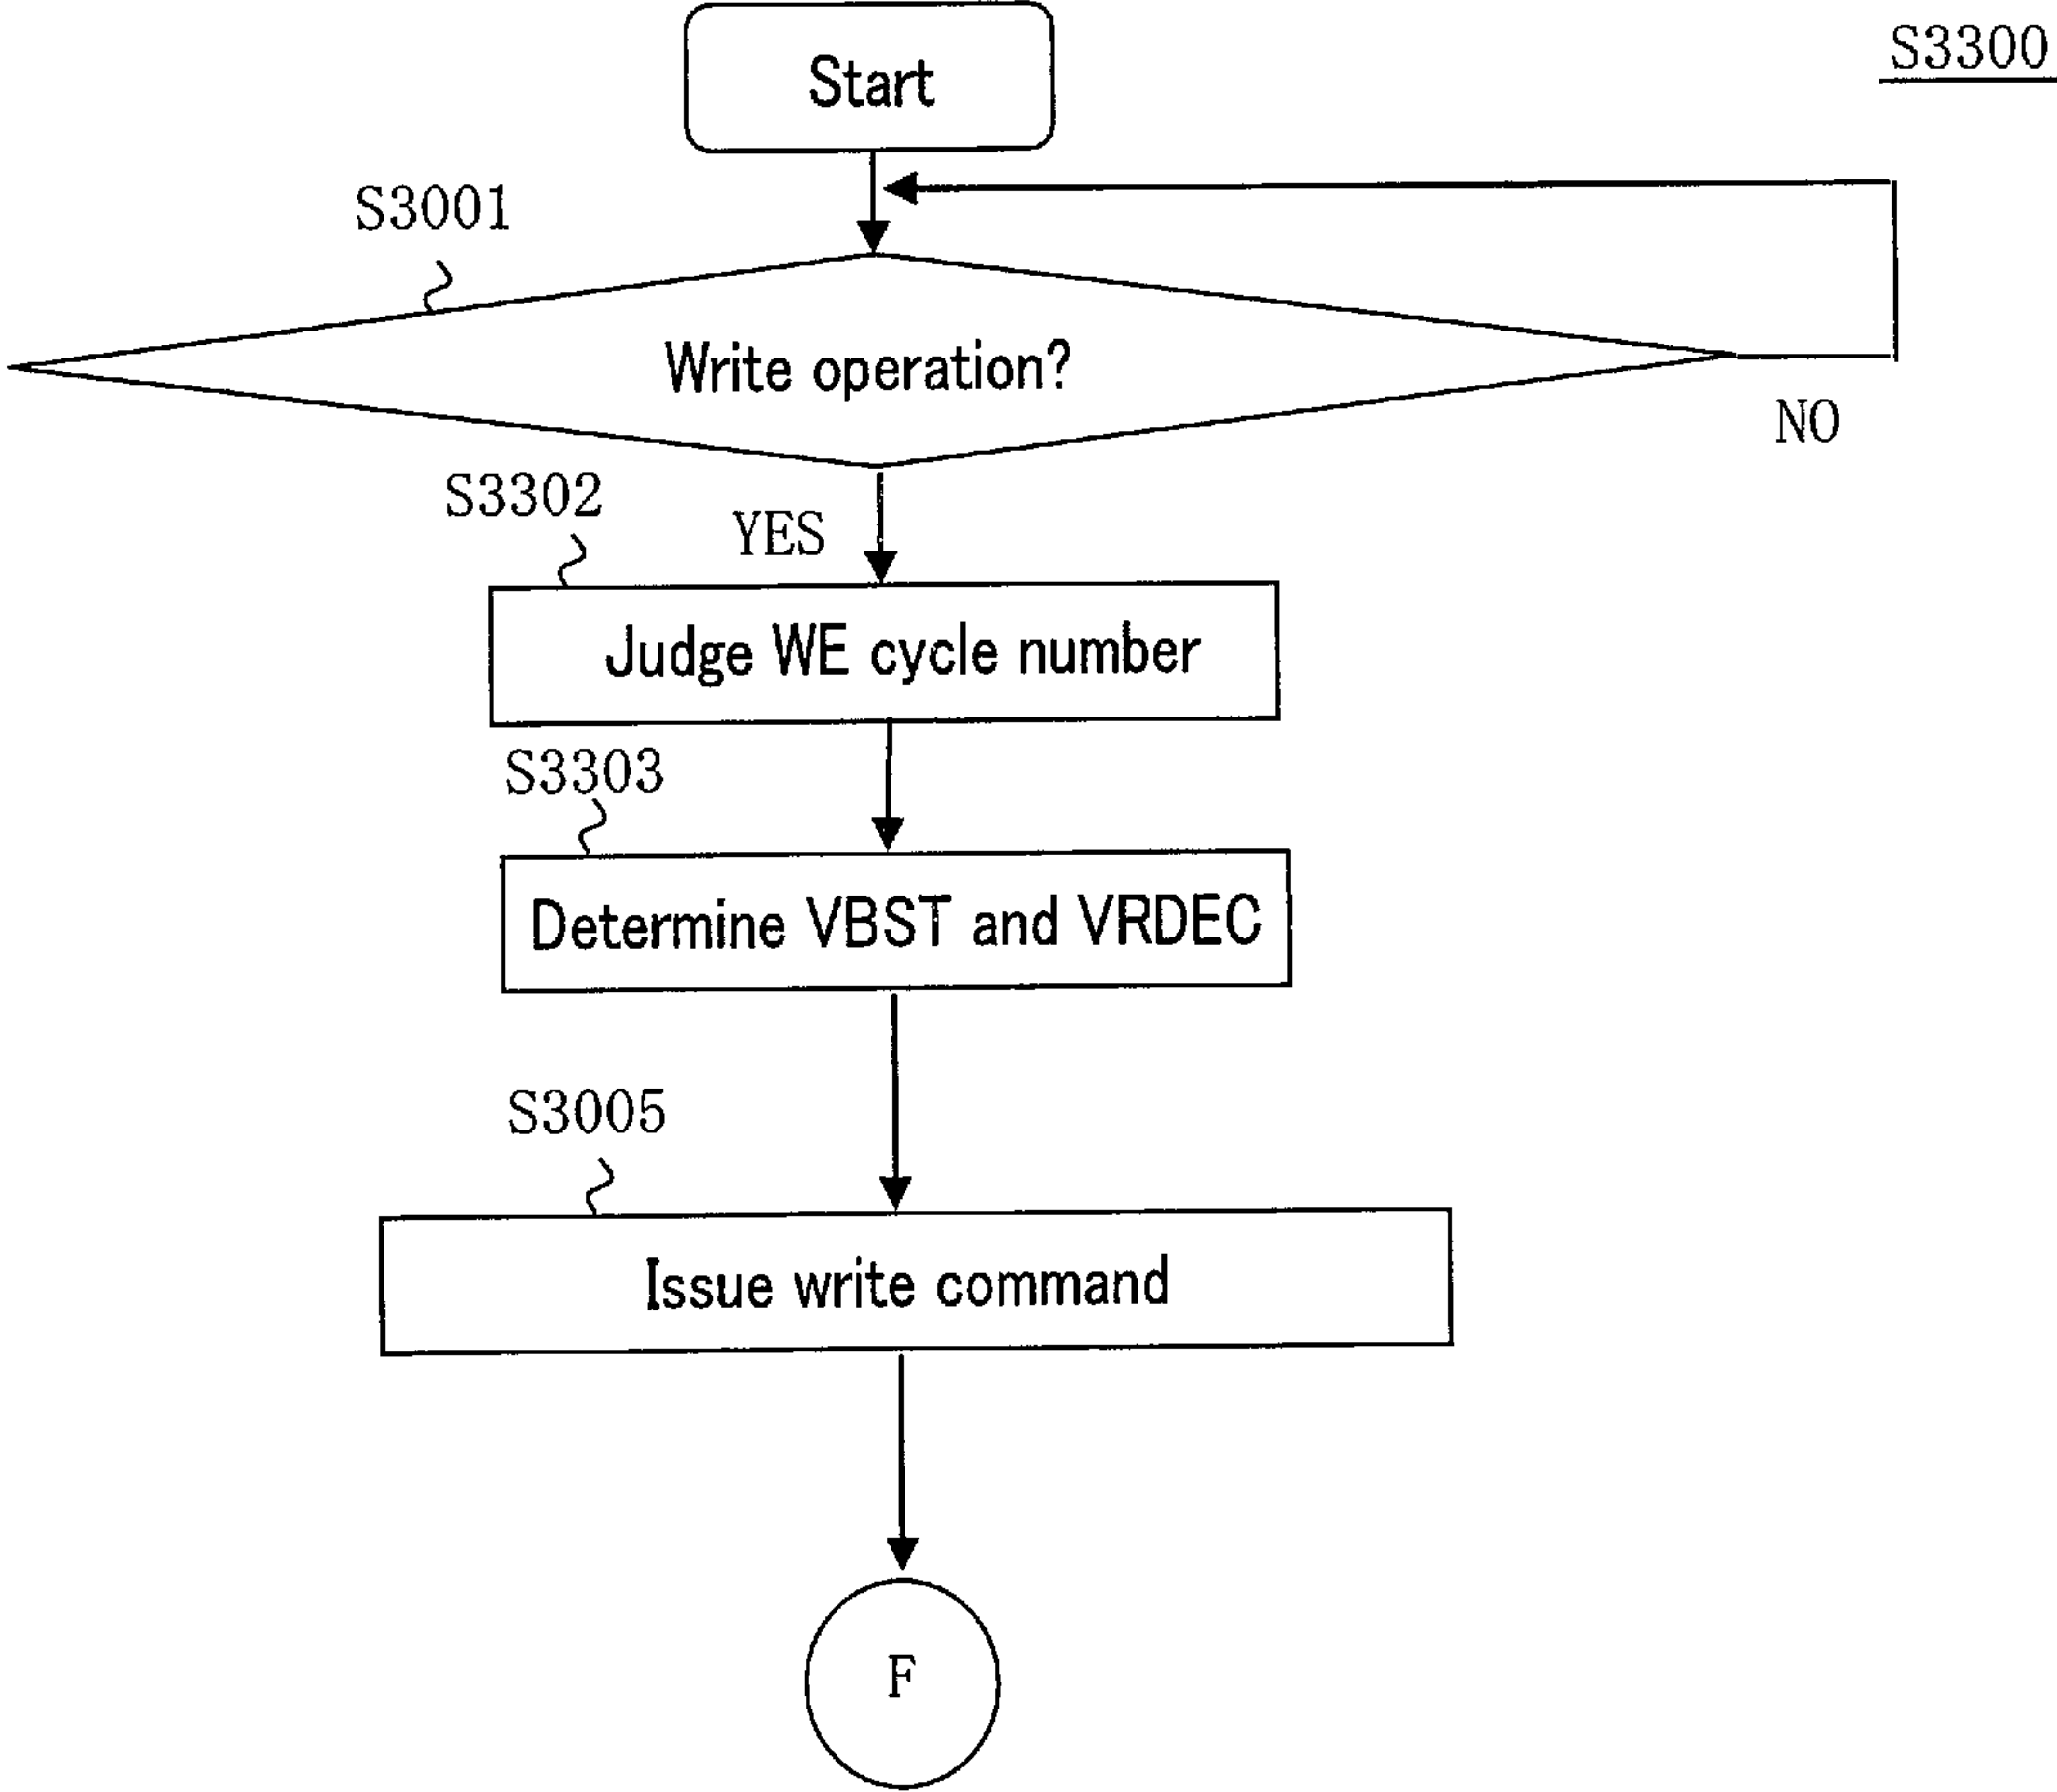 S3300
Start
S3001
Write operation?
NO
S3302
YES
Judge WE cycle number
S3303
Determine VBST and VRDEC
S3005
Issue write command
F